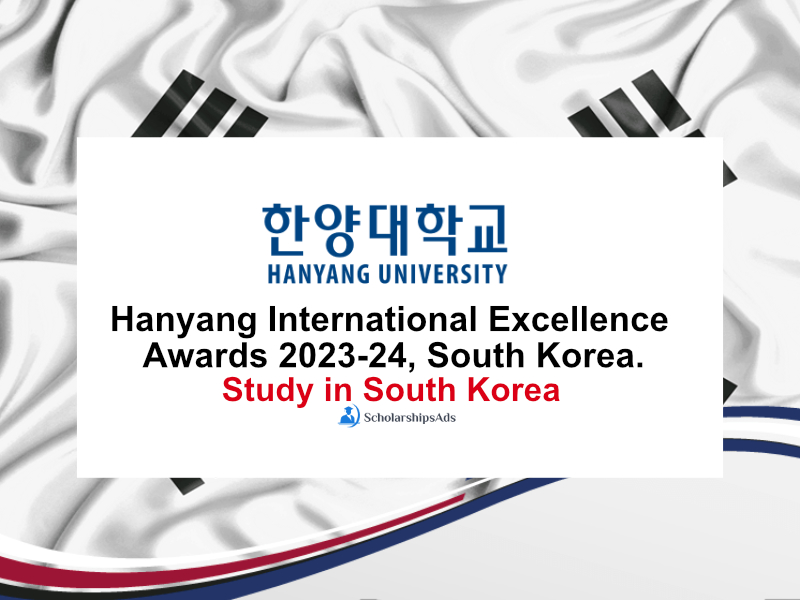 한양대학교
HANYANG UNIVERSITY
Hanyang International Excellence
Awards 2023-24, South Korea.
Study in South Korea
ScholarshipsAds